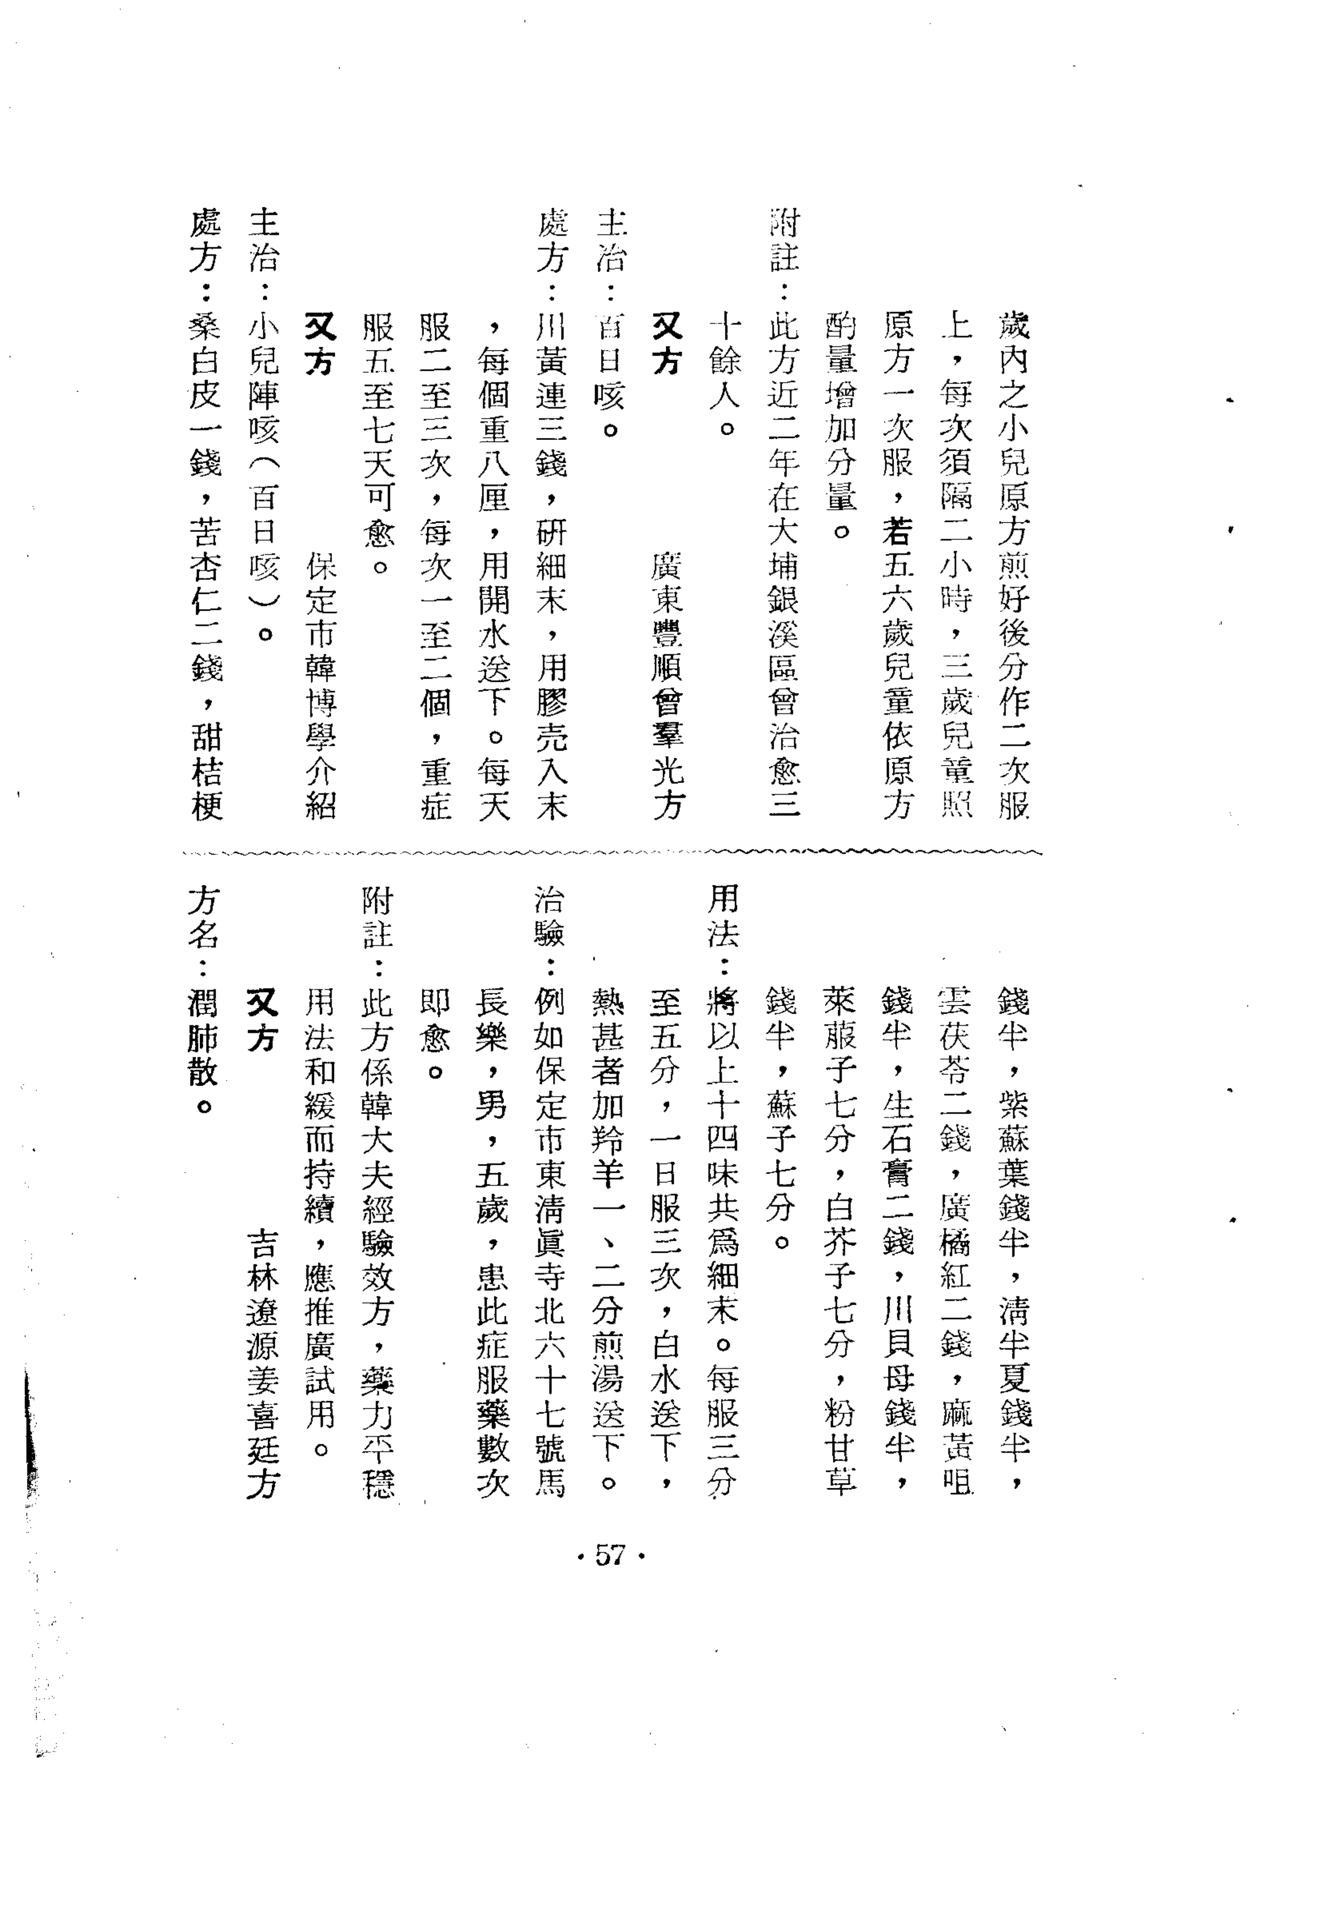 歲內之小兒原方煎好後分作二次服
上，每次須隔二小時，三歲兒童照
原方一次服，若五六歲兒童依原方
酌量增加分量。
附註：此方近二年在大埔銀溪區曾治愈三
十餘人。
又方　廣東豐順曾羣光方
主治：百日咳。
處方：川黃連三錢，研細末，用膠壳入末
，每個重八厘，用開水送下。每天
服二至三次，每次一至二個，重症
服五至七天可愈。
又方　保定市韓博學介紹
主治：小兒陣咳（百日咳）。
處方：桑白皮一錢，苦杏仁二錢，甜桔梗
錢半，紫蘇葉錢半，清半夏錢半，
雲茯苓二錢，廣橘紅二錢，麻黃咀
錢半，生石膏二錢，川貝母錢半，
萊菔子七分，白芥子七分，粉甘草
錢半，蘇子七分。
用法：將以上十四味共爲細末。每服三分
至五分，一日服三次，白水送下，
熱甚者加羚羊一、二分煎湯送下。
治驗：例如保定市東清眞寺北六十七號馬
長樂，男，五歲，患此症服藥數次
即愈。
附註：此方係韓大夫經驗效方，藥力平穩
用法和緩而持續，應推廣試用。
又方　吉林遼源姜喜廷方
方名：潤肺散。
·57·